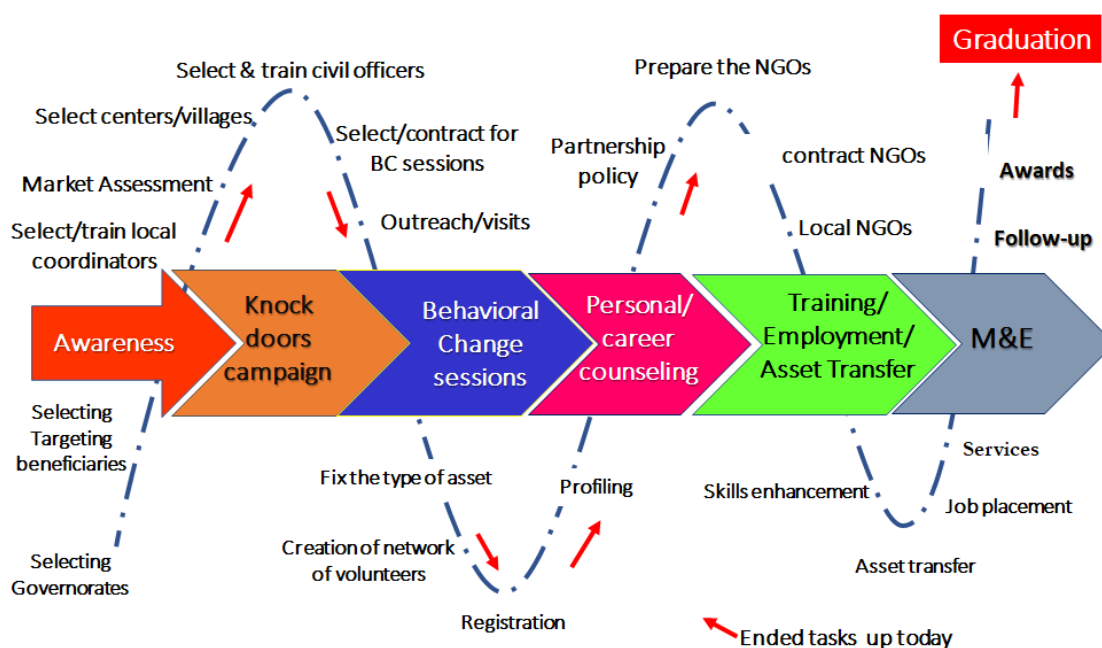 Graduation
Prepare the NGOs
Select & train civil officers
Select centers/villages
Select/contract for
BC sessions
Partnership
policy
contract NGOs
Awards
Market Assessment
Outreach/visits
Local NGOs
Follow-up
Select/train local
coordinators
Awareness
Knock
doors
campaign
Behavioral
Change
sessions
Personal/
career
counseling
Training/
Employment/
Asset Transfer
M&E
Selecting
Targeting
beneficiaries
Fix the type of asset
Profiling
Skills enhancement
Services
Job placement
Creation of network
of volunteers
Selecting
Governorates
Asset transfer
Registration
Ended tasks up today